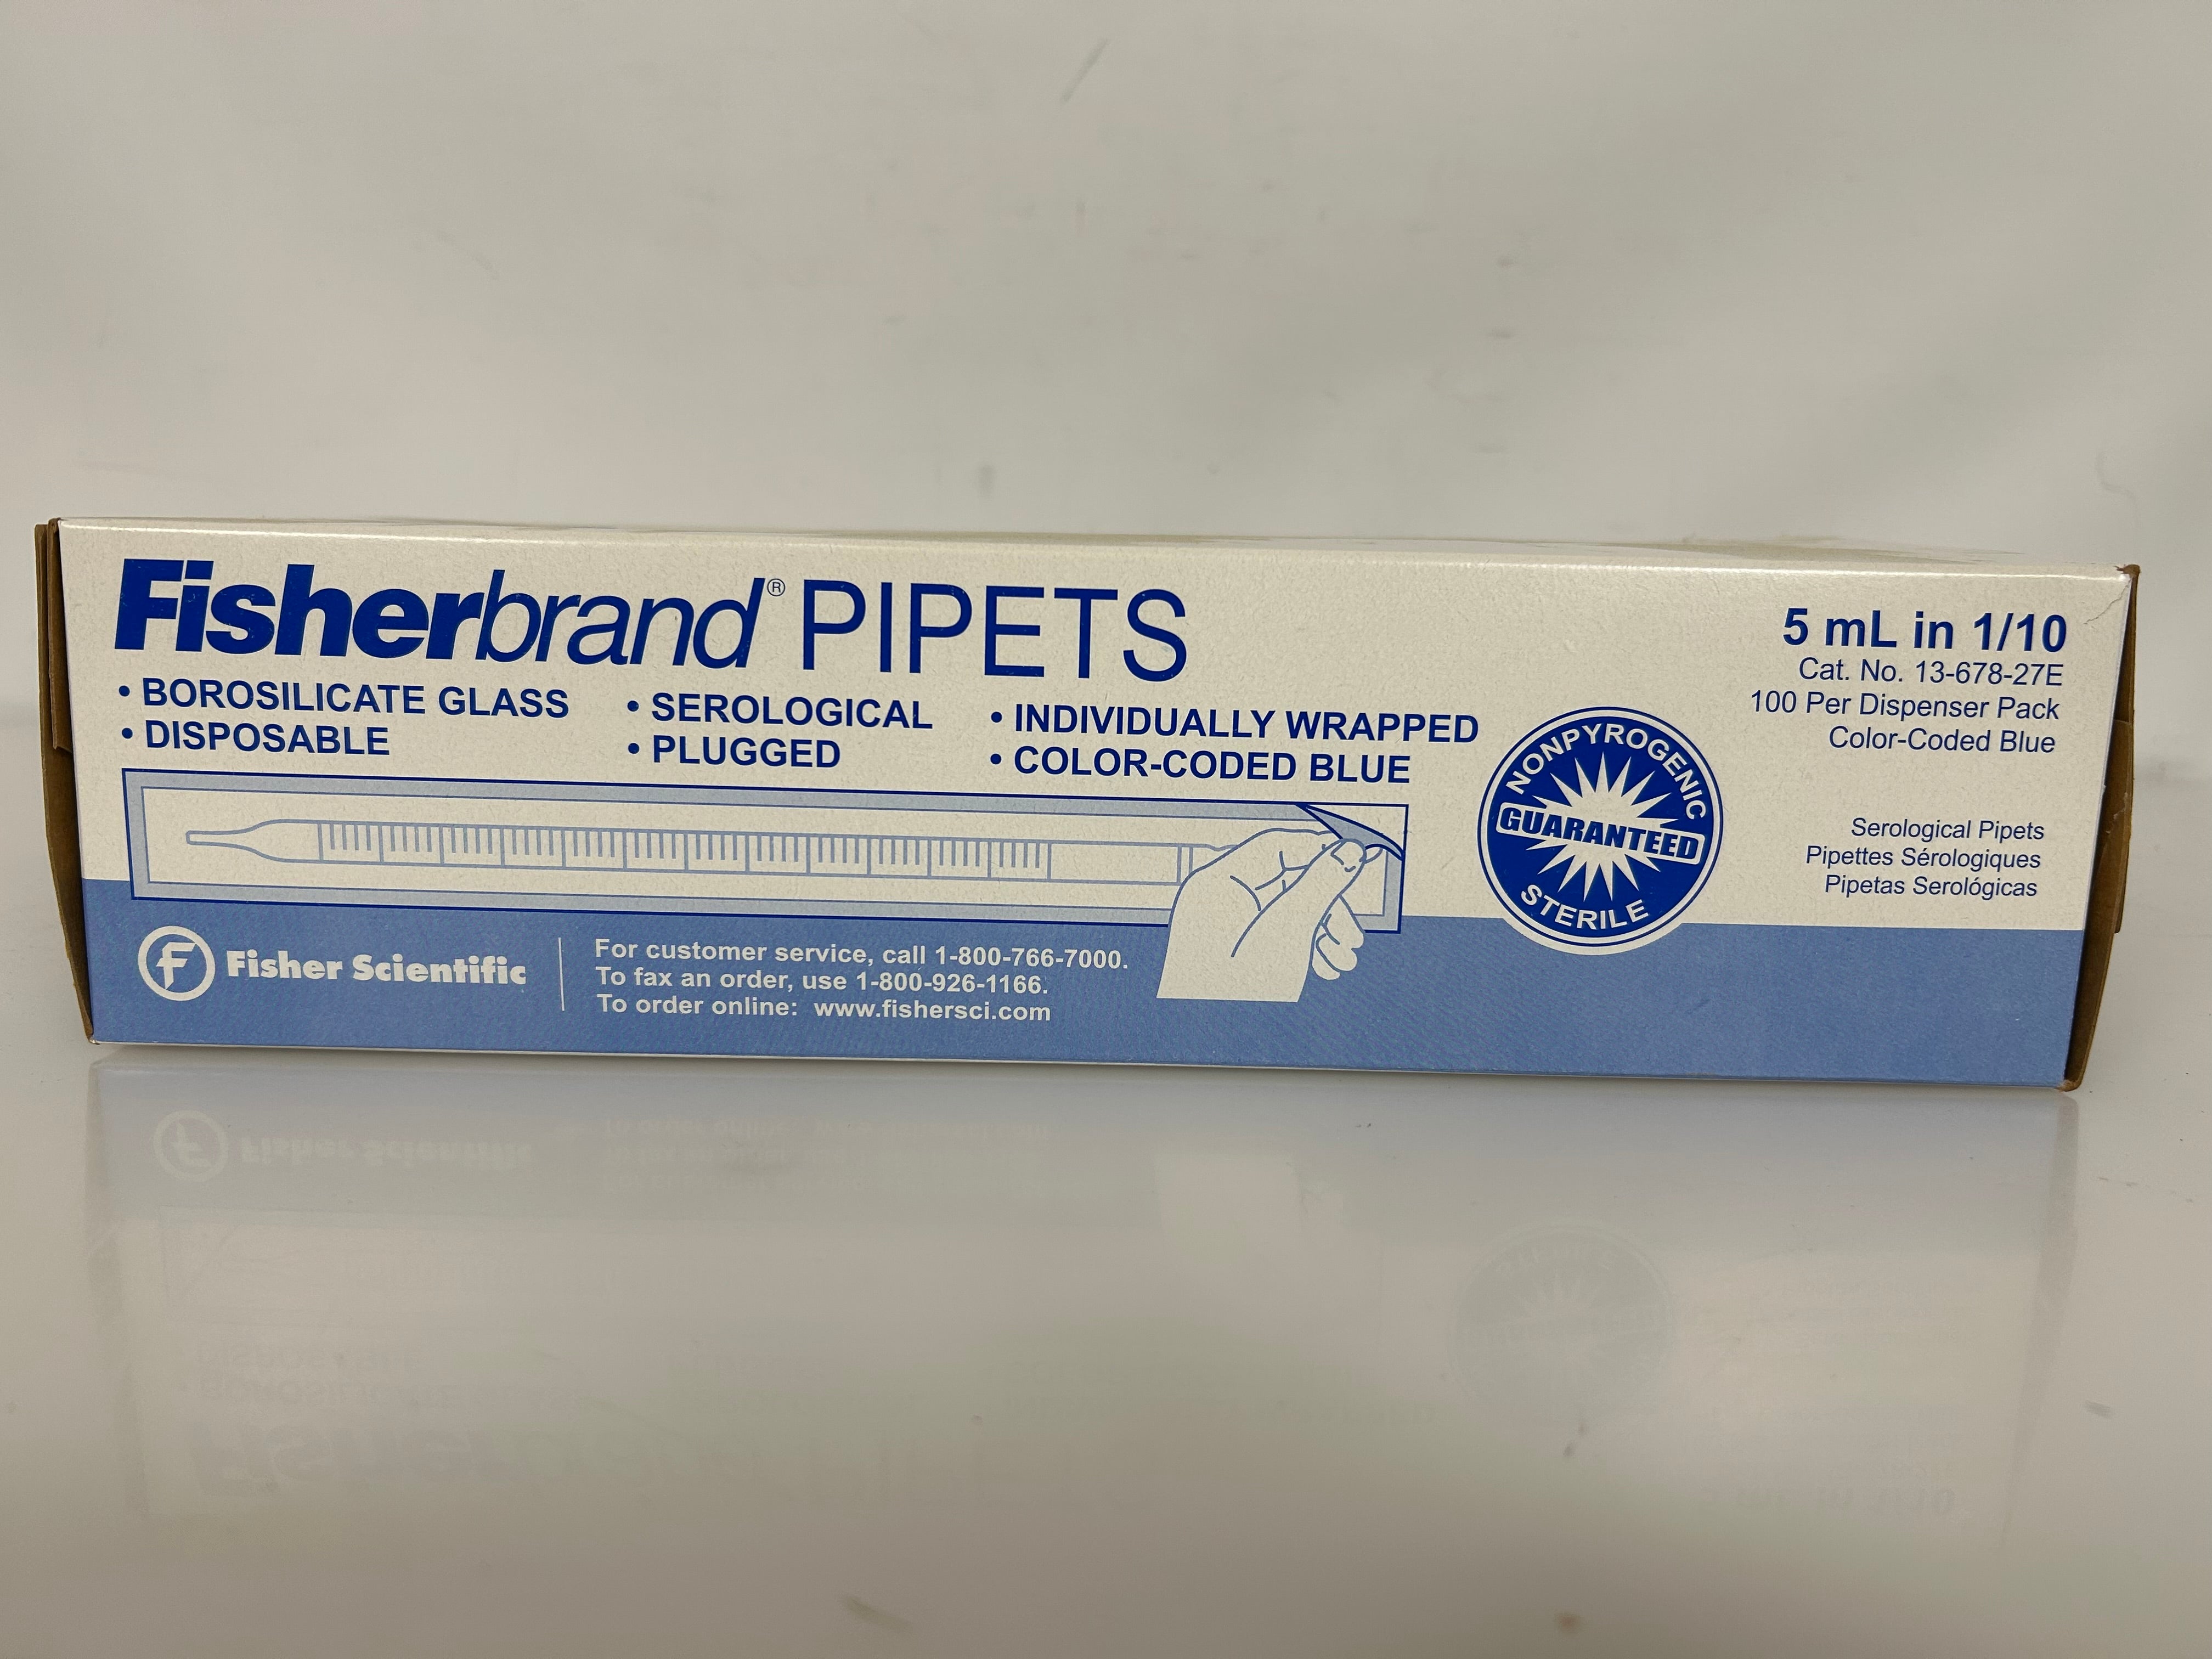 Fisherbrand® PIPETS
• BOROSILICATE GLASS
• DISPOSABLE
• SEROLOGICAL
• PLUGGED
• INDIVIDUALLY WRAPPED
• COLOR-CODED BLUE
5 mL in 1/10
Cat. No. 13-678-27E
100 Per Dispenser Pack
Color-Coded Blue
NONPYROGENIC
GUARANTEED
STERILE
Serological Pipets
Pipettes Sérologiques
Pipetas Serológicas
F Fisher Scientific
For customer service, call 1-800-766-7000.
To fax an order, use 1-800-926-1166.
To order online: www.fishersci.com